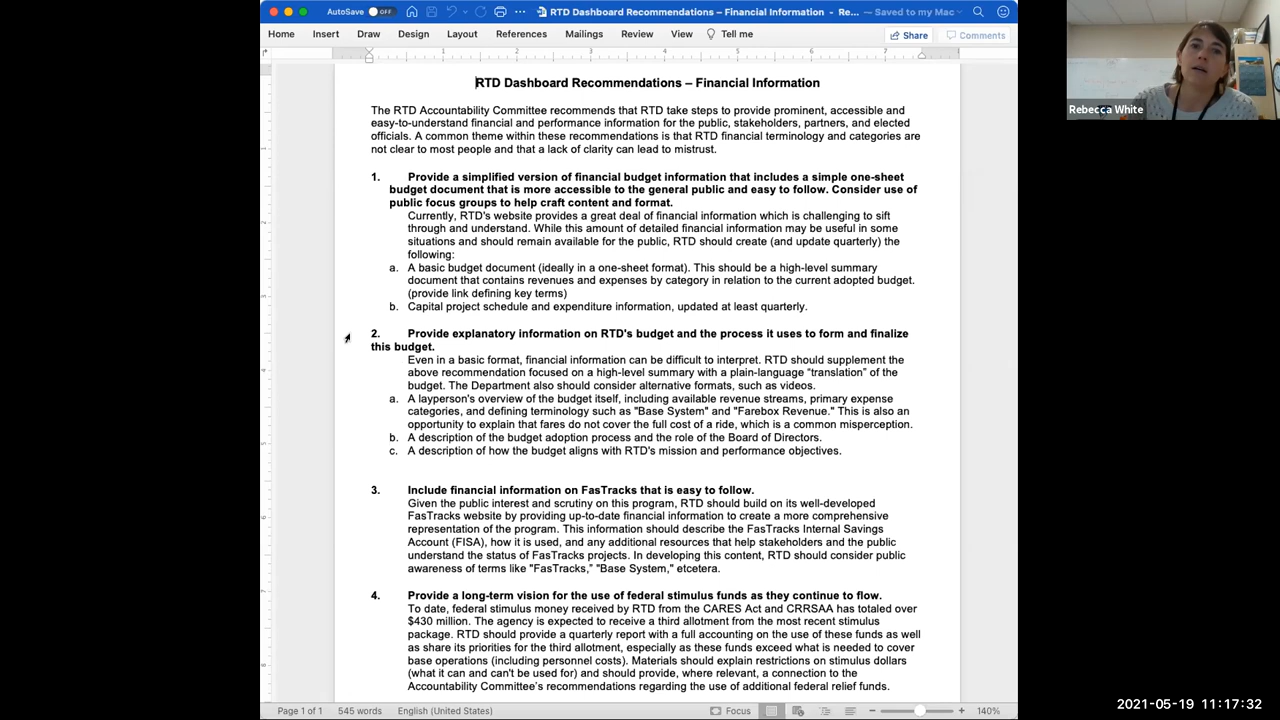 AutoSave OFF RTD Dashboard Recommendations – Financial Information - Re... — Saved to my Mac
Home Insert Draw Design Layout References Mailings Review View Tell me Share Comments
1 2 3 4 5 6 7
RTD Dashboard Recommendations – Financial Information
The RTD Accountability Committee recommends that RTD take steps to provide prominent, accessible and
easy-to-understand financial and performance information for the public, stakeholders, partners, and elected
officials. A common theme within these recommendations is that RTD financial terminology and categories are
not clear to most people and that a lack of clarity can lead to mistrust.
1. Provide a simplified version of financial budget information that includes a simple one-sheet
budget document that is more accessible to the general public and easy to follow. Consider use of
public focus groups to help craft content and format.
Currently, RTD's website provides a great deal of financial information which is challenging to sift
through and understand. While this amount of detailed financial information may be useful in some
situations and should remain available for the public, RTD should create (and update quarterly) the
following:
a. A basic budget document (ideally in a one-sheet format). This should be a high-level summary
document that contains revenues and expenses by category in relation to the current adopted budget.
(provide link defining key terms)
b. Capital project schedule and expenditure information, updated at least quarterly.
2. Provide explanatory information on RTD's budget and the process it uses to form and finalize
this budget.
Even in a basic format, financial information can be difficult to interpret. RTD should supplement the
above recommendation focused on a high-level summary with a plain-language “translation” of the
budget. The Department also should consider alternative formats, such as videos.
a. A layperson's overview of the budget itself, including available revenue streams, primary expense
categories, and defining terminology such as "Base System" and "Farebox Revenue." This is also an
opportunity to explain that fares do not cover the full cost of a ride, which is a common misperception.
b. A description of the budget adoption process and the role of the Board of Directors.
c. A description of how the budget aligns with RTD's mission and performance objectives.
3. Include financial information on FasTracks that is easy to follow.
Given the public interest and scrutiny on this program, RTD should build on its well-developed
FasTracks website by providing up-to-date financial information to create a more comprehensive
representation of the program. This information should describe the FasTracks Internal Savings
Account (FISA), how it is used, and any additional resources that help stakeholders and the public
understand the status of FasTracks projects. In developing this content, RTD should consider public
awareness of terms like "FasTracks,” "Base System," etcetera.
4. Provide a long-term vision for the use of federal stimulus funds as they continue to flow.
To date, federal stimulus money received by RTD from the CARES Act and CRRSAA has totaled over
$430 million. The agency is expected to receive a third allotment from the most recent stimulus
package. RTD should provide a quarterly report with a full accounting on the use of these funds as well
as share its priorities for the third allotment, especially as these funds exceed what is needed to cover
base operations (including personnel costs). Materials should explain restrictions on stimulus dollars
(what it can and can't be used for) and should provide, where relevant, a connection to the
Accountability Committee's recommendations regarding the use of additional federal relief funds.
Page 1 of 1 545 words English (United States) Focus 140%
Rebecca White
2021-05-19 11:17:32